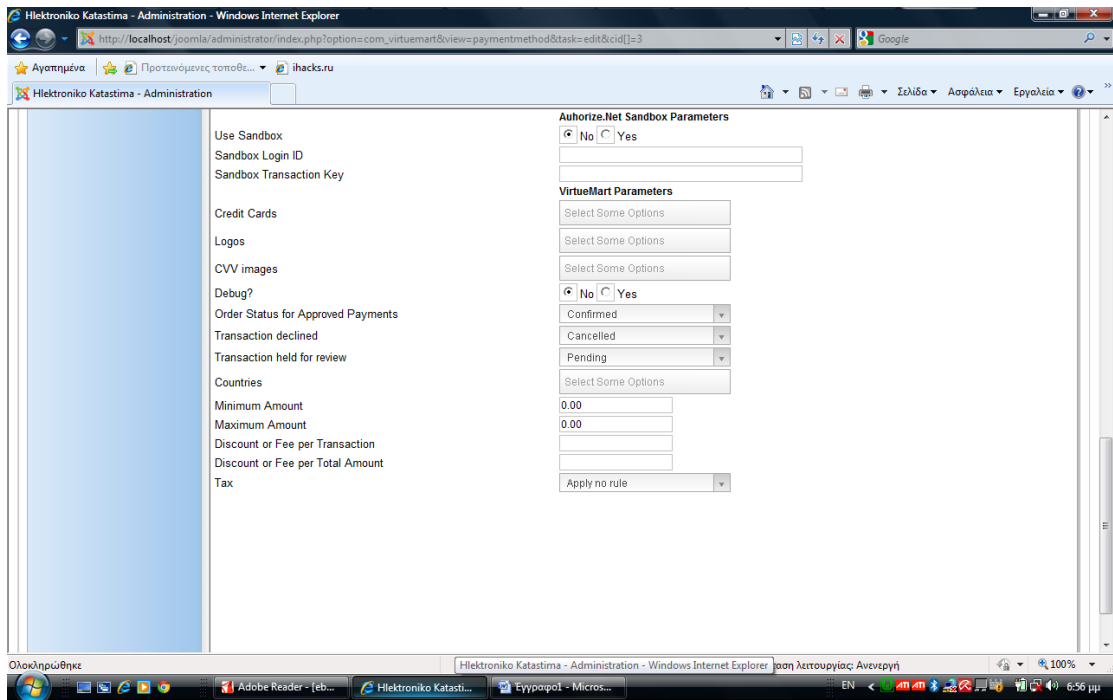 Hlektroniko Katastima - Administration - Windows Internet Explorer
http://localhost/joomla/administrator/index.php?option=com_virtuemart&view=paymentmethod&task=edit&cid[]=3
Google
Αγαπημένα
Προτεινόμενες τοποθε...
ihacks.ru
Hlektroniko Katastima - Administration
Σελίδα
Ασφάλεια
Εργαλεία
Auhorize.Net Sandbox Parameters
Use Sandbox No Yes
Sandbox Login ID
Sandbox Transaction Key
VirtueMart Parameters
Credit Cards Select Some Options
Logos Select Some Options
CVV images Select Some Options
Debug? No Yes
Order Status for Approved Payments Confirmed
Transaction declined Cancelled
Transaction held for review Pending
Countries Select Some Options
Minimum Amount 0.00
Maximum Amount 0.00
Discount or Fee per Transaction
Discount or Fee per Total Amount
Tax Apply no rule
Ολοκληρώθηκε
Hlektroniko Katastima - Administration - Windows Internet Explorer
αση λειτουργίας: Ανενεργή
100%
Adobe Reader - [eb...
Hlektroniko Katasti...
Έγγραφο1 - Micros...
EN
6:56 μμ